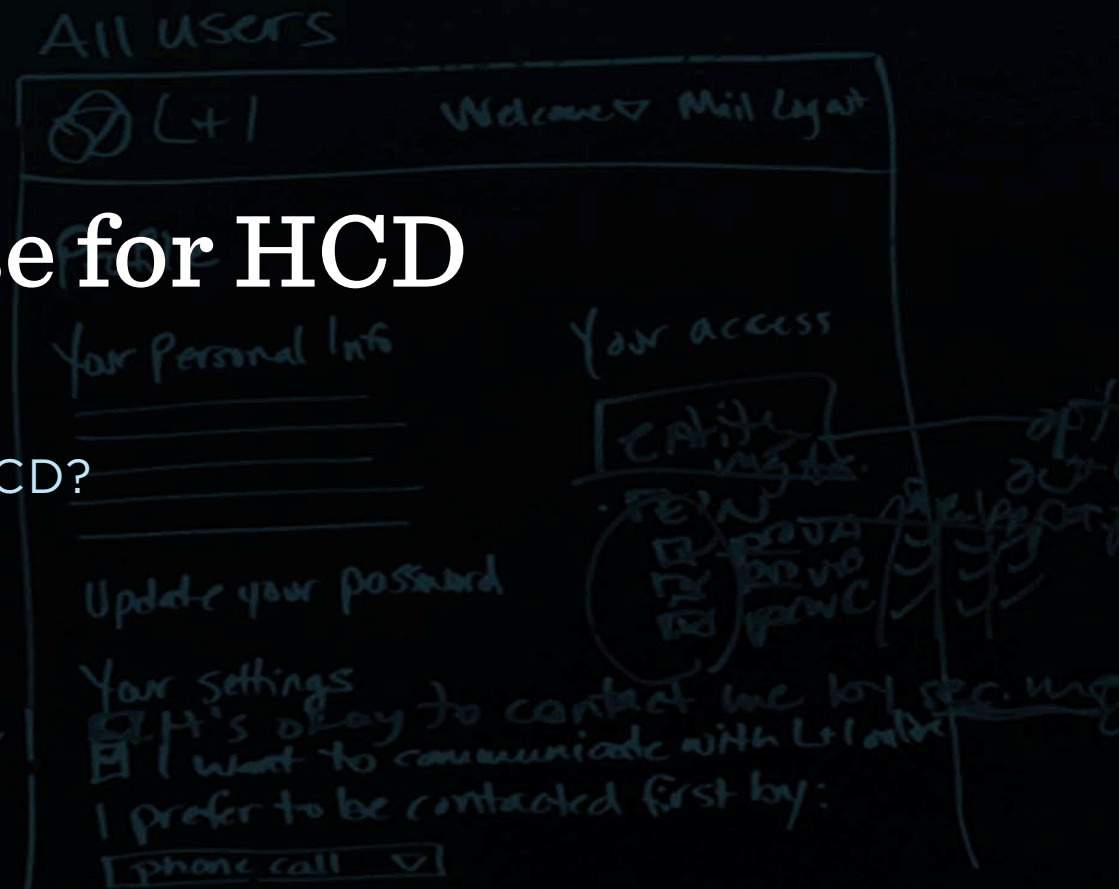 All users
L+I
Welcome Mail Logout
e for HCD
Your Personal Info
Your access
Entity
CD?
Update your password
Your settings
It's okay to contact me by sec. msg
I want to communicate with L+I online
I prefer to be contacted first by:
phone call